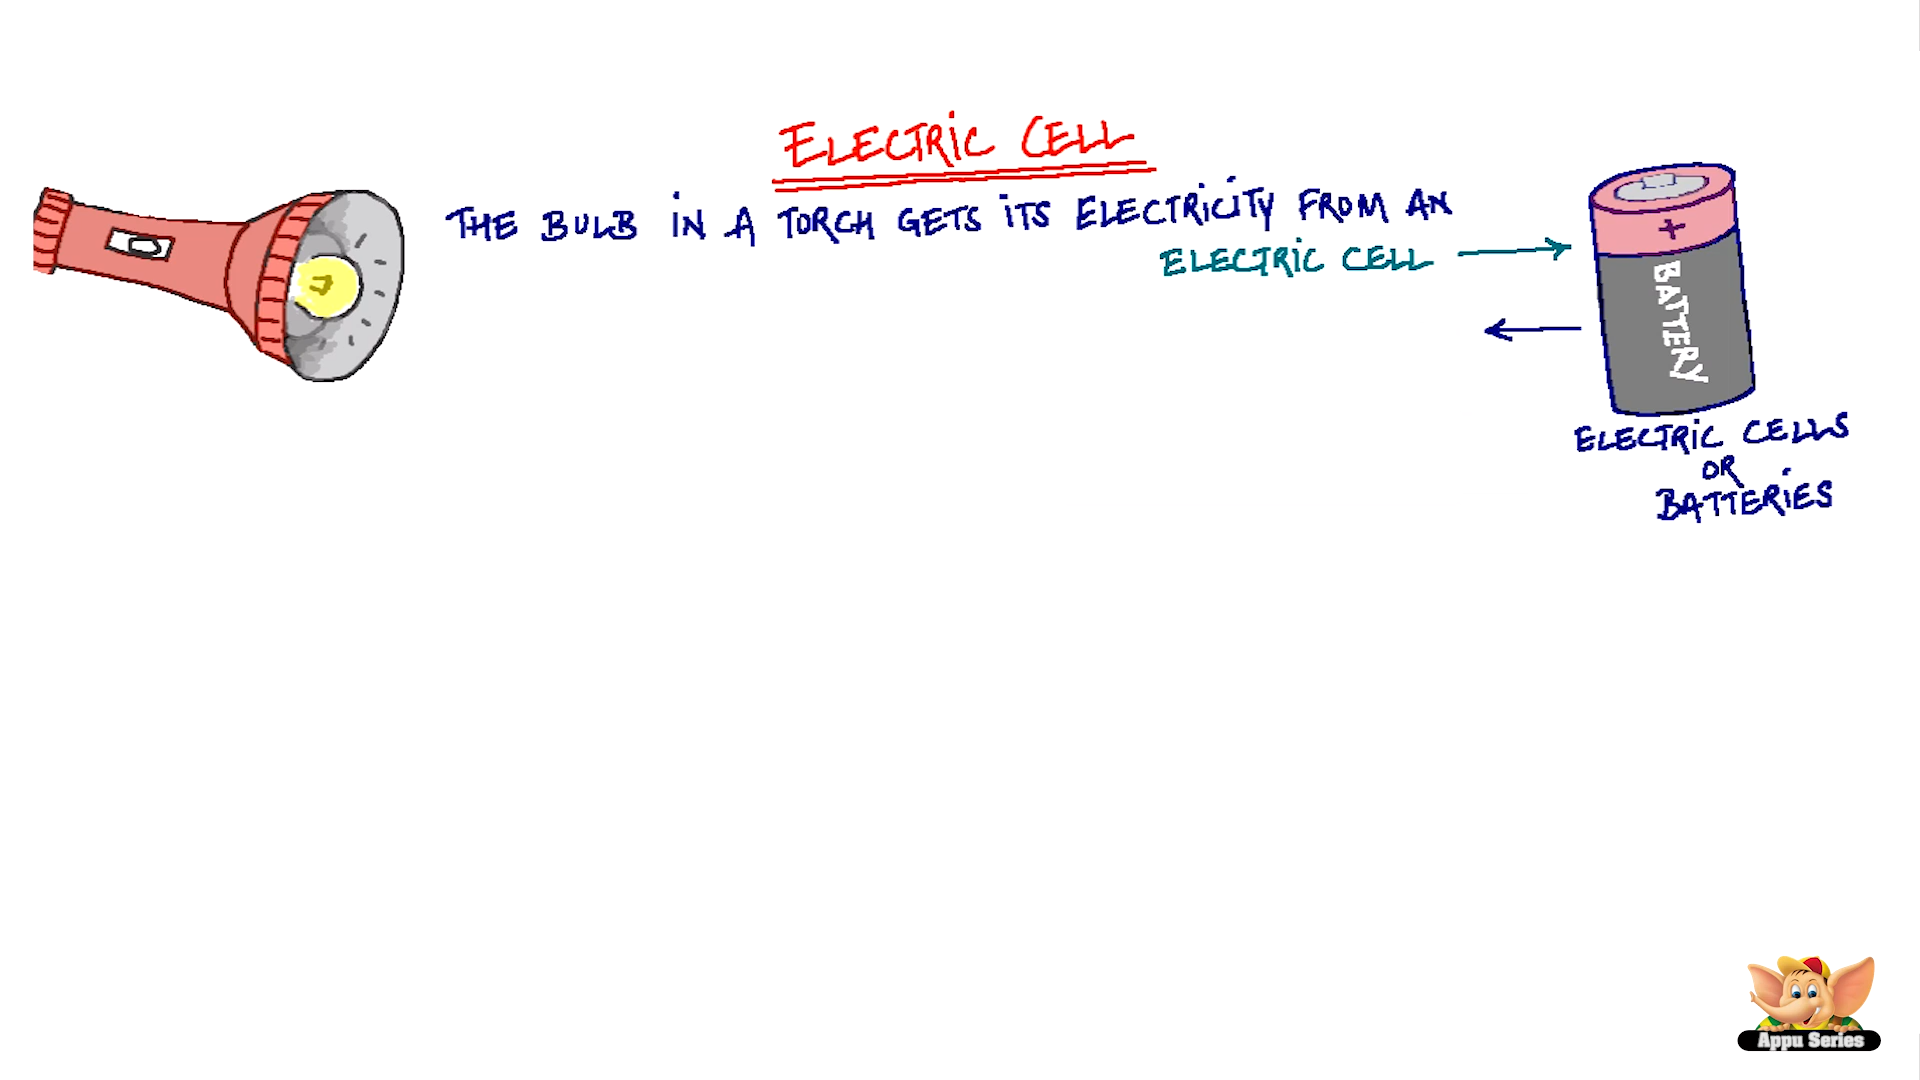 ELECTRIC CELL
THE BULB IN A TORCH GETS ITS ELECTRICITY FROM AN
ELECTRIC CELL
+
BATTERY
ELECTRIC CELLS
OR
BATTERIES
Appu Series